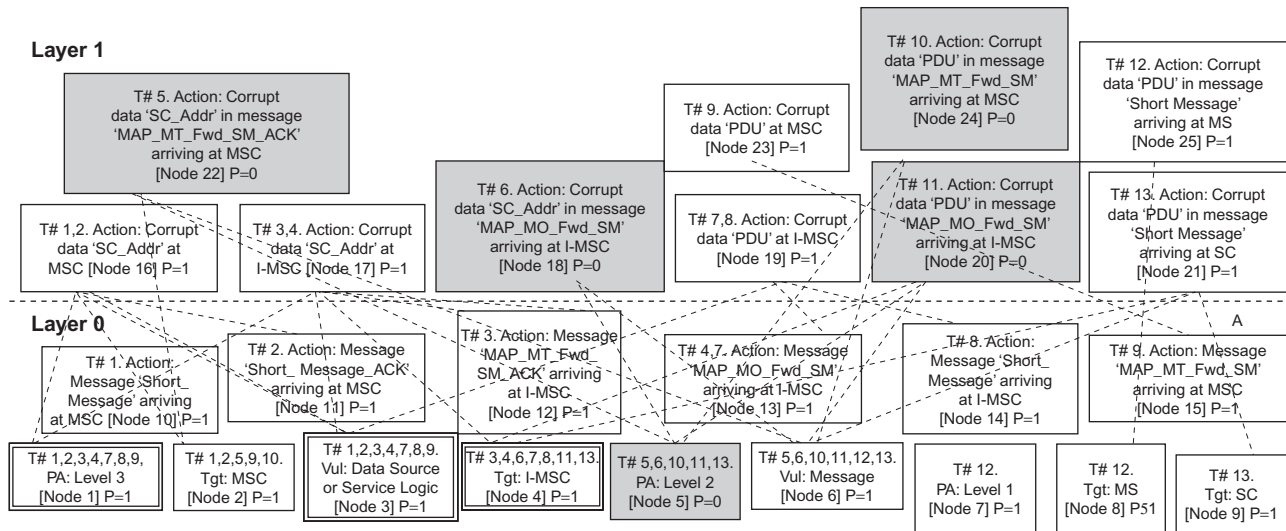 Layer 1
T# 5. Action: Corrupt
data ‘SC_Addr’ in message
‘MAP_MT_Fwd_SM_ACK’
arriving at MSC
[Node 22] P=0
T# 9. Action: Corrupt
data ‘PDU’ at MSC
[Node 23] P=1
T# 10. Action: Corrupt
data ‘PDU’ in message
‘MAP_MT_Fwd_SM’
arriving at MSC
[Node 24] P=0
T# 12. Action: Corrupt
data ‘PDU’ in message
‘Short Message’
arriving at MS
[Node 25] P=1
T# 1,2. Action: Corrupt
data ‘SC_Addr’ at
MSC [Node 16] P=1
T# 3,4. Action: Corrupt
data ‘SC_Addr’ at
I-MSC [Node 17] P=1
T# 6. Action: Corrupt
data ‘SC_Addr’ in message
‘MAP_MO_Fwd_SM’
arriving at I-MSC
[Node 18] P=0
T# 7,8. Action: Corrupt
data ‘PDU’ at I-MSC
[Node 19] P=1
T# 11. Action: Corrupt
data ‘PDU’ in message
‘MAP_MO_Fwd_SM’
arriving at I-MSC
[Node 20] P=0
T# 13. Action: Corrupt
data ‘PDU’ in message
‘Short Message’
arriving at SC
[Node 21] P=1
Layer 0
A
T# 1. Action
Message ‘Short_
Message’ arriving
at MSC [Node 10] P=1
T# 2. Action: Message
‘Short_ Message_ACK’
arriving at MSC
[Node 11] P=1
T# 3. Action: Message
‘MAP_MT_Fwd_
SM_ACK’ arriving
at I-MSC
[Node 12] P=1
T# 4,7. Action: Message
‘MAP_MO_Fwd_SM’
arriving at I-MSC
[Node 13] P=1
T# 8. Action:
Message ‘Short_
Message’ arriving
at I-MSC
[Node 14] P=1
T# 9. Action: Message
‘MAP_MT_Fwd_SM’
arriving at MSC
[Node 15] P=1
T# 1,2,3,4,7,8,9,
PA: Level 3
[Node 1] P=1
T# 1,2,5,9,10.
Tgt: MSC
[Node 2] P=1
T# 1,2,3,4,7,8,9.
Vul: Data Source
or Service Logic
[Node 3] P=1
T# 3,4,6,7,8,11,13.
Tgt: I-MSC
[Node 4] P=1
T# 5,6,10,11,13.
PA: Level 2
[Node 5] P=0
T# 5,6,10,11,12,13.
Vul: Message
[Node 6] P=1
T# 12.
PA: Level 1
[Node 7] P=1
T# 12.
Tgt: MS
[Node 8] P51
T# 13.
Tgt: SC
[Node 9] P=1